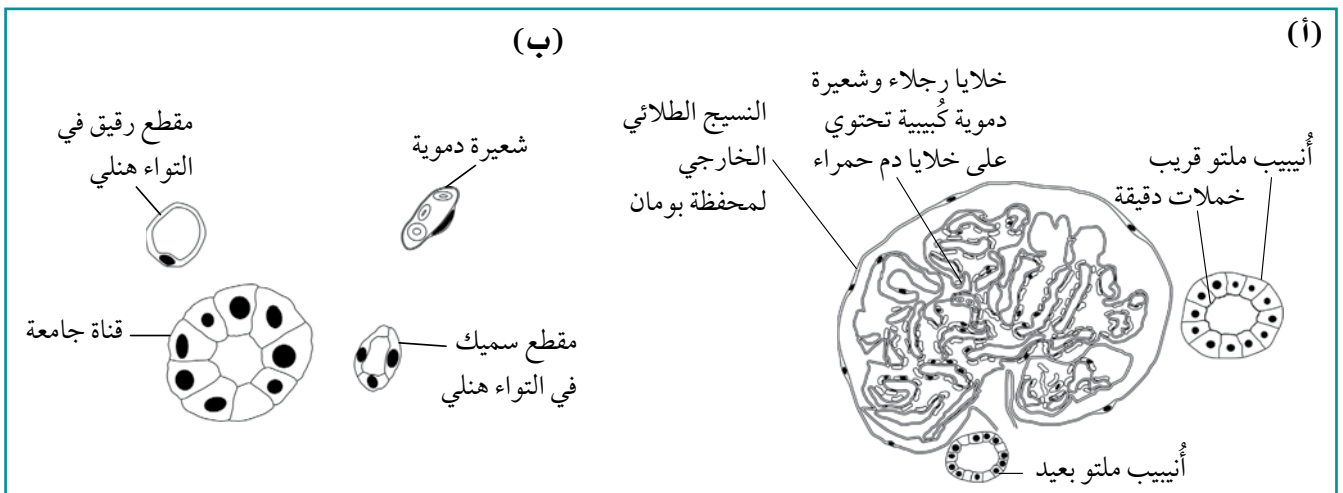 (أ)
خلايا رجلاء وشعيرة
دموية كُبيبية تحتوي
على خلايا دم حمراء
النسيج الطلائي
الخارجي
لمحفظة بومان
أُنيبيب ملتو قريب
خملات دقيقة
أُنيبيب ملتو بعيد
(ب)
شعيرة دموية
مقطع رقيق في
التواء هنلي
قناة جامعة
مقطع سميك
في التواء هنلي